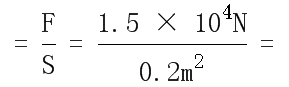 = F/S = 1.5 × 10⁴N / 0.2m² =